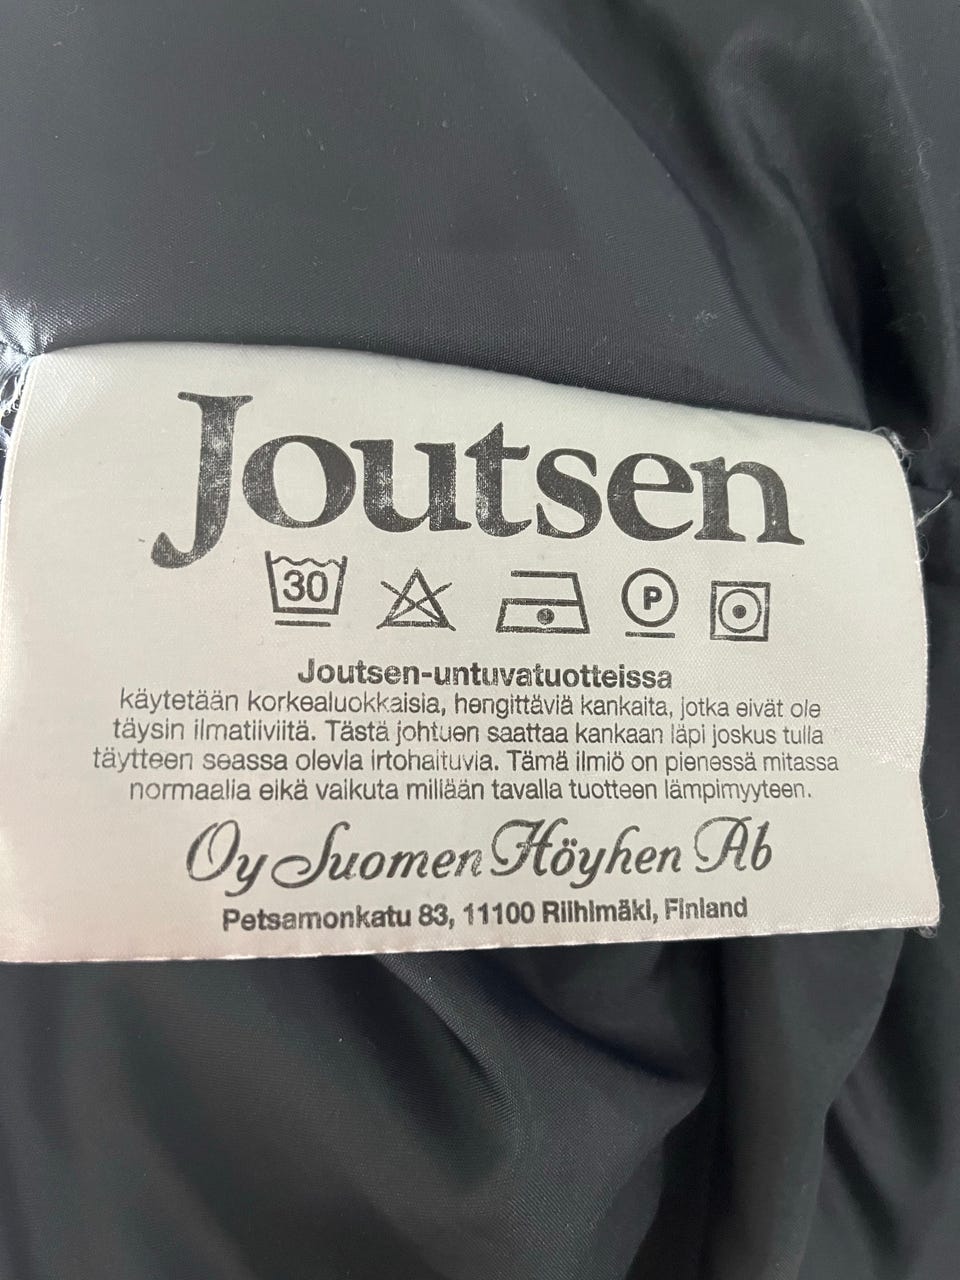 Joutsen
30 P
Joutsen-untuvatuotteissa
käytetään korkealuokkaisia, hengittäviä kankaita, jotka eivät ole
täysin ilmatiiviitä. Tästä johtuen saattaa kankaan läpi joskus tulla
täytteen seassa olevia irtohaituvia. Tämä ilmiö on pienessä mitassa
normaalia eikä vaikuta millään tavalla tuotteen lämpimyyteen.
Oy Suomen Höyhen Ab
Petsamonkatu 83, 11100 Riihimäki, Finland